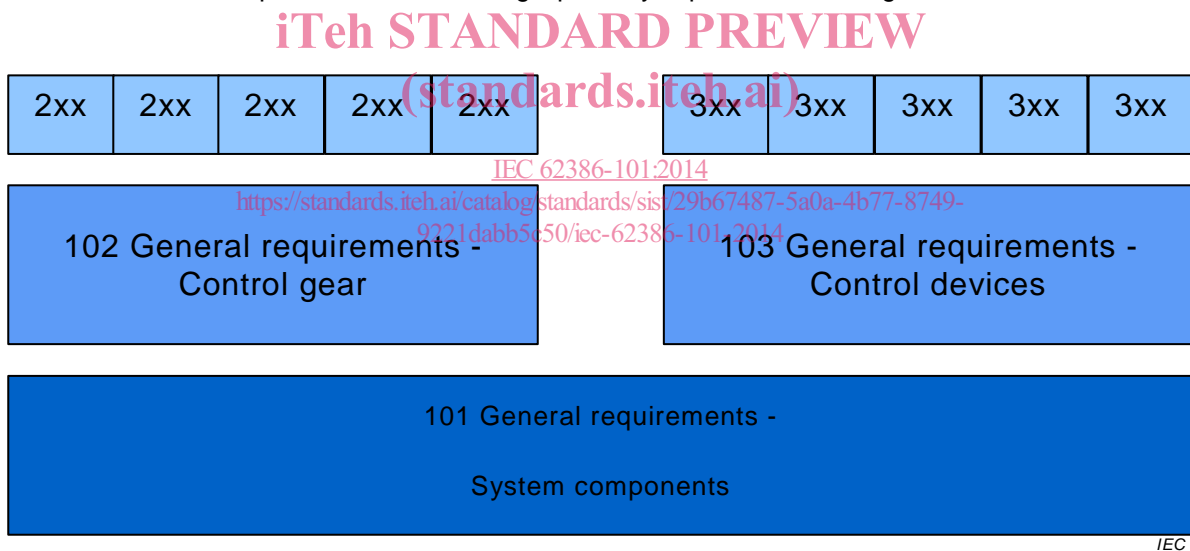 iTeh STANDARD PREVIEW
(standards.iteh.ai)
2xx 2xx 2xx 2xx 2xx 3xx 3xx 3xx 3xx 3xx
IEC 62386-101:2014
https://standards.iteh.ai/catalog/standards/sist/29b67487-5a0a-4b77-8749-
9221dabb5c50/iec-62386-101-2014
102 General requirements -
Control gear
103 General requirements -
Control devices
101 General requirements -
System components
IEC